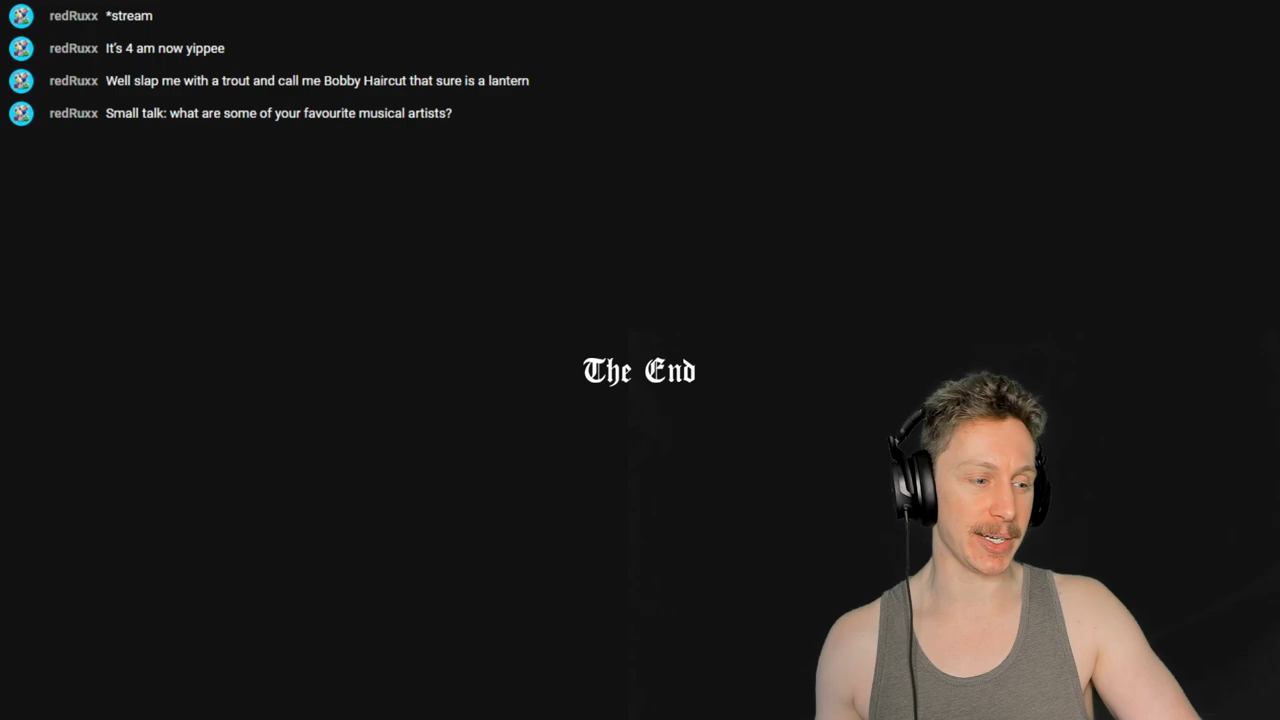 redRuxx *stream
redRuxx It's 4 am now yippee
redRuxx Well slap me with a trout and call me Bobby Haircut that sure is a lantern
redRuxx Small talk: what are some of your favourite musical artists?
The End